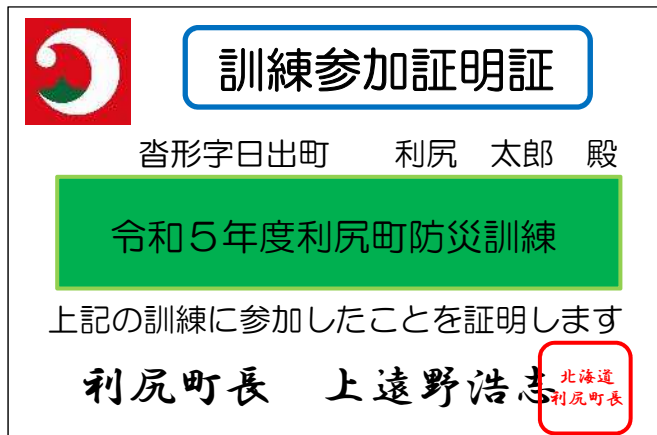 訓練参加証明証
沓形字日出町　利尻　太郎　殿
令和５年度利尻町防災訓練
上記の訓練に参加したことを証明します
利尻町長　上遠野浩志
北海道
利尻町長